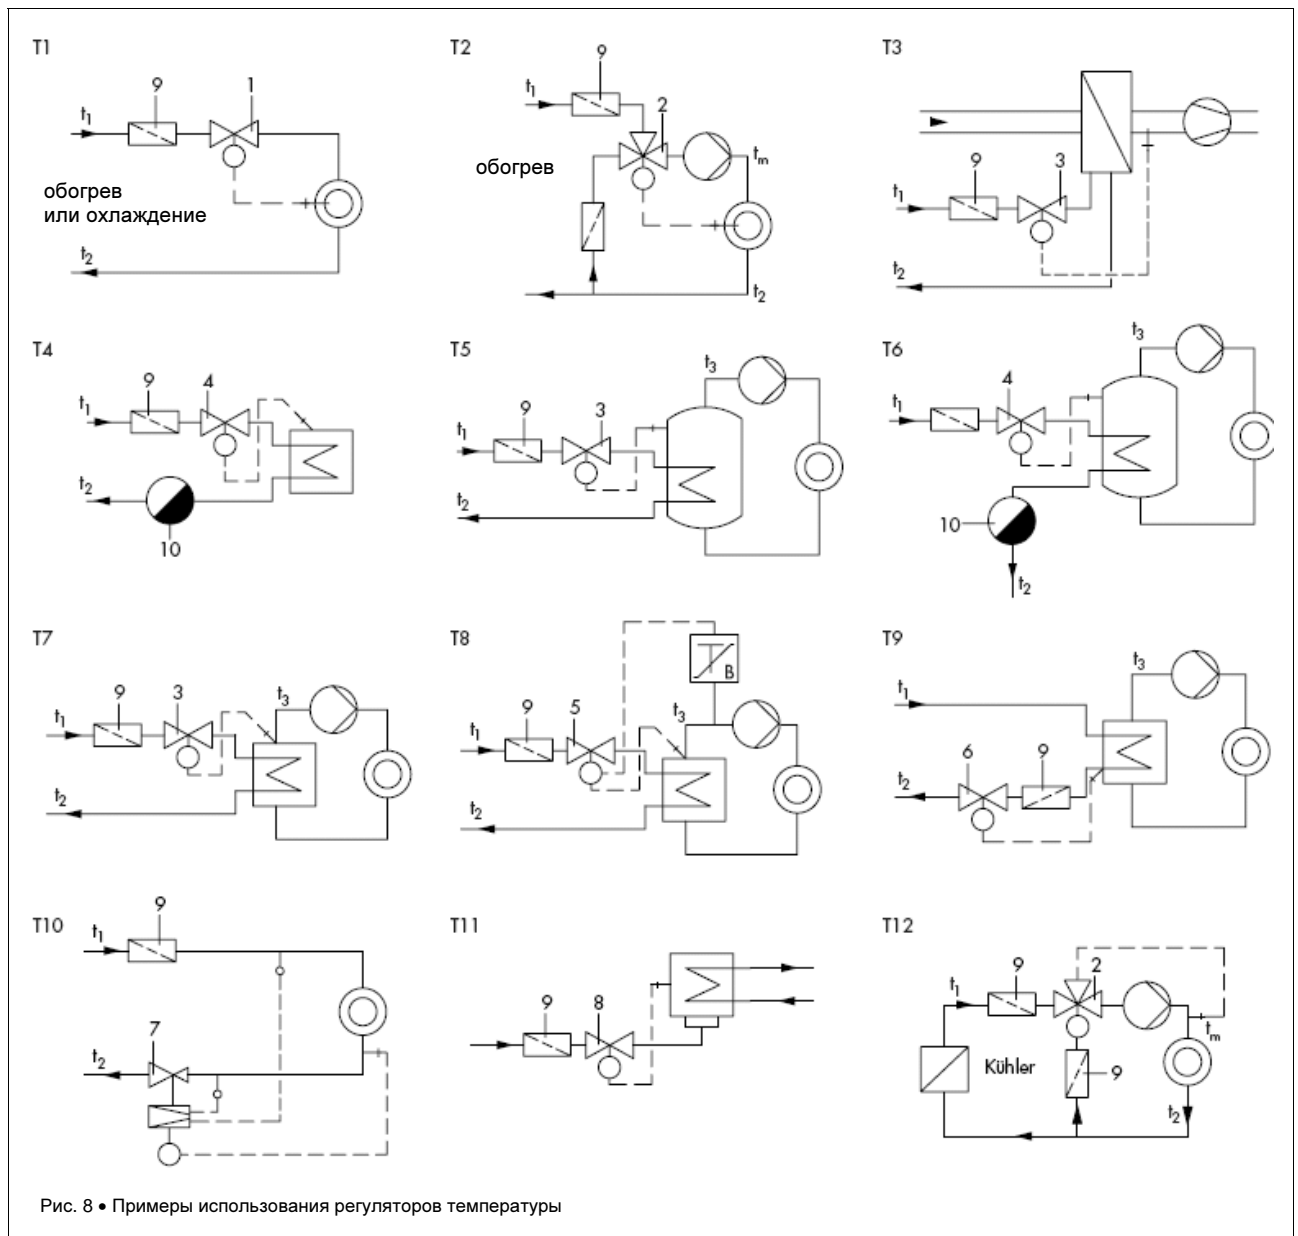 T1
9
1
t1
обогрев
или охлаждение
t2
T2
9
t1
2
tm
обогрев
t2
T3
9
3
t1
t2
T4
9
4
t1
t2
10
T5
t3
9
3
t1
t2
T6
t3
4
t1
10
t2
T7
9
3
t3
t1
t2
T8
B
9
5
t3
t1
t2
T9
t3
t1
6
9
t2
T10
9
t1
7
t2
T11
9
8
T12
9
2
t1
tm
Kühler
9
t2
Рис. 8 • Примеры использования регуляторов температуры